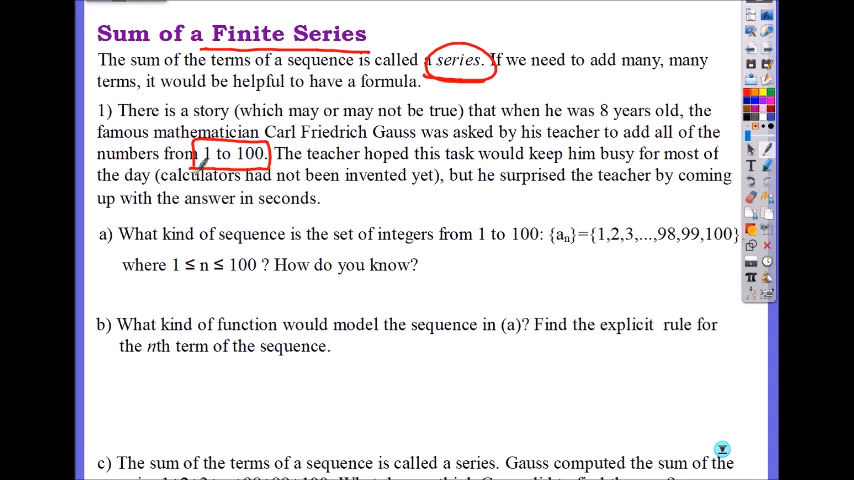 Sum of a Finite Series
The sum of the terms of a sequence is called a series. If we need to add many, many
terms, it would be helpful to have a formula.
1) There is a story (which may or may not be true) that when he was 8 years old, the
famous mathematician Carl Friedrich Gauss was asked by his teacher to add all of the
numbers from 1 to 100. The teacher hoped this task would keep him busy for most of
the day (calculators had not been invented yet), but he surprised the teacher by coming
up with the answer in seconds.
a) What kind of sequence is the set of integers from 1 to 100: {aₙ}={1,2,3,...,98,99,100}
where 1 ≤ n ≤ 100 ? How do you know?
b) What kind of function would model the sequence in (a)? Find the explicit rule for
the nth term of the sequence.
c) The sum of the terms of a sequence is called a series. Gauss computed the sum of the